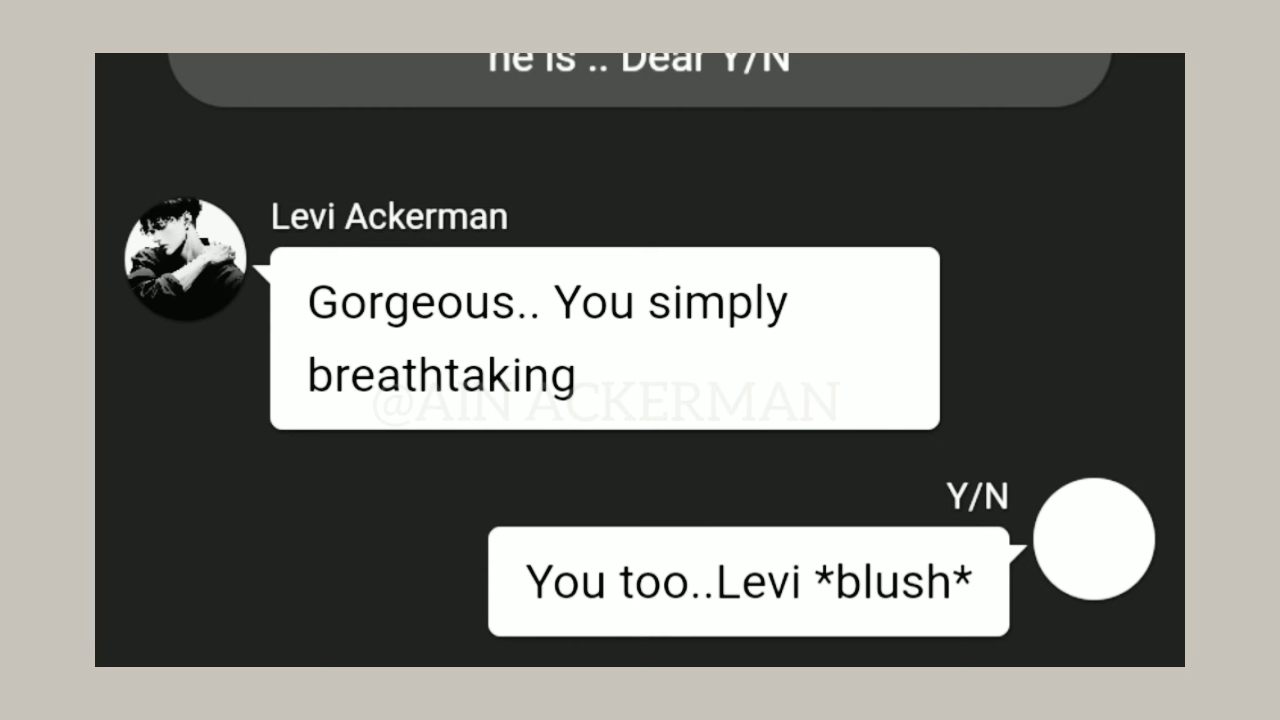 he is .. Dear Y/N
Levi Ackerman
Gorgeous.. You simply
breathtaking
@AIN ACKERMAN
Y/N
You too..Levi *blush*